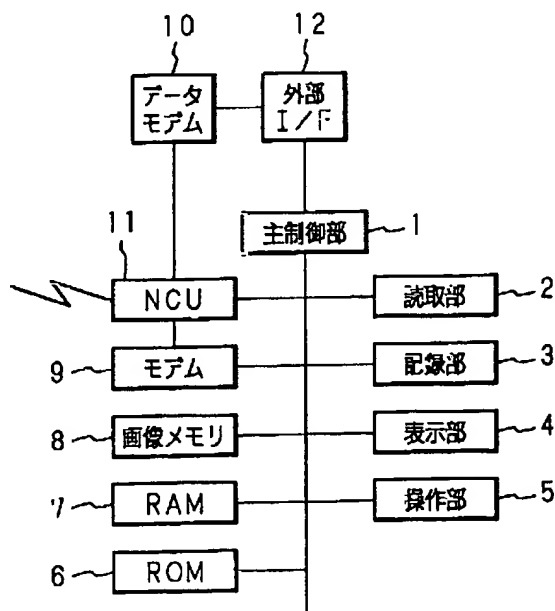 10
12
データ
モデム
外部
I/F
11
主制御部
1
NCU
読取部
2
9
モデム
記録部
3
8
画像メモリ
表示部
4
7
RAM
操作部
5
6
ROM